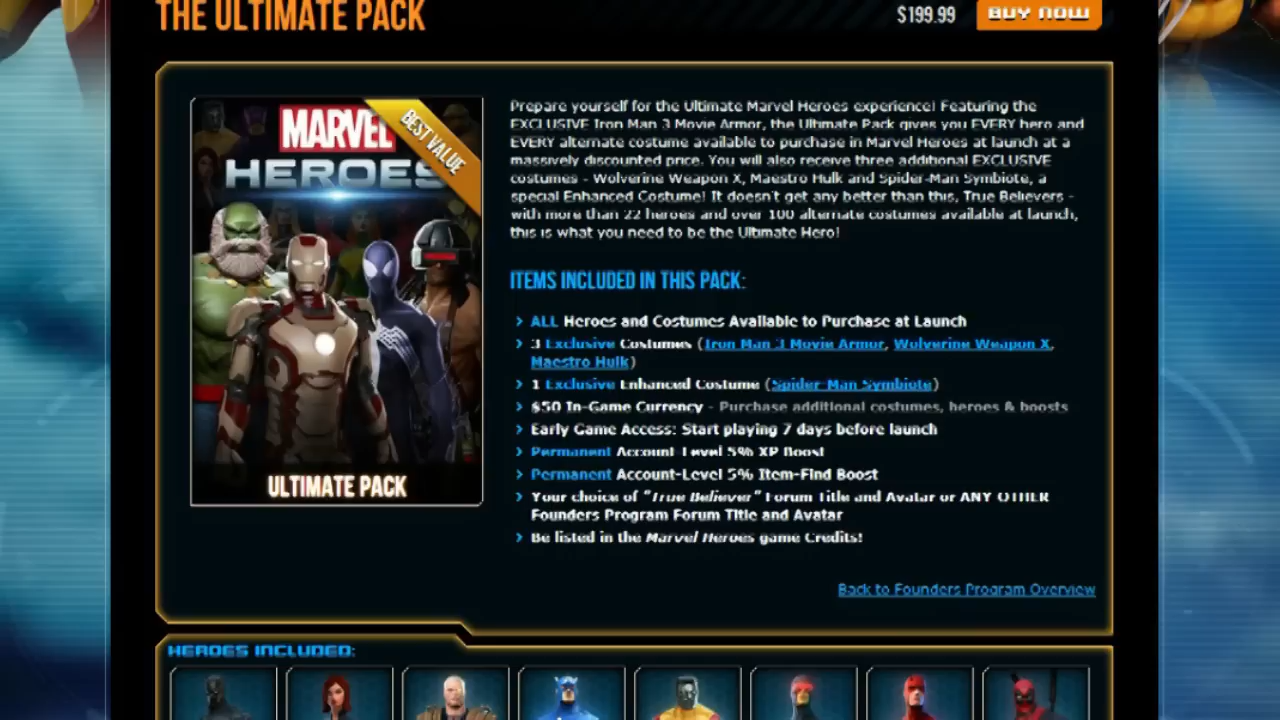 THE ULTIMATE PACK
$199.99
BUY NOW
MARVEL
HEROES
BEST VALUE
ULTIMATE PACK
Prepare yourself for the Ultimate Marvel Heroes experience! Featuring the
EXCLUSIVE Iron Man 3 Movie Armor, the Ultimate Pack gives you EVERY hero and
EVERY alternate costume available to purchase in Marvel Heroes at launch at a
massively discounted price. You will also receive three additional EXCLUSIVE
costumes - Wolverine Weapon X, Maestro Hulk and Spider-Man Symbiote, a
special Enhanced Costume! It doesn't get any better than this, True Believers -
with more than 22 heroes and over 100 alternate costumes available at launch,
this is what you need to be the Ultimate Hero!
ITEMS INCLUDED IN THIS PACK:
> ALL Heroes and Costumes Available to Purchase at Launch
> 3 Exclusive Costumes (Iron Man 3 Movie Armor, Wolverine Weapon X,
Maestro Hulk)
> 1 Exclusive Enhanced Costume (Spider-Man Symbiote)
> $50 In-Game Currency - Purchase additional costumes, heroes & boosts
> Early Game Access: Start playing 7 days before launch
> Permanent Account-Level 5% XP Boost
> Permanent Account-Level 5% Item-Find Boost
> Your choice of "True Believer" Forum Title and Avatar or ANY OTHER
Founders Program Forum Title and Avatar
> Be listed in the Marvel Heroes game Credits!
Back to Founders Program Overview
HEROES INCLUDED: